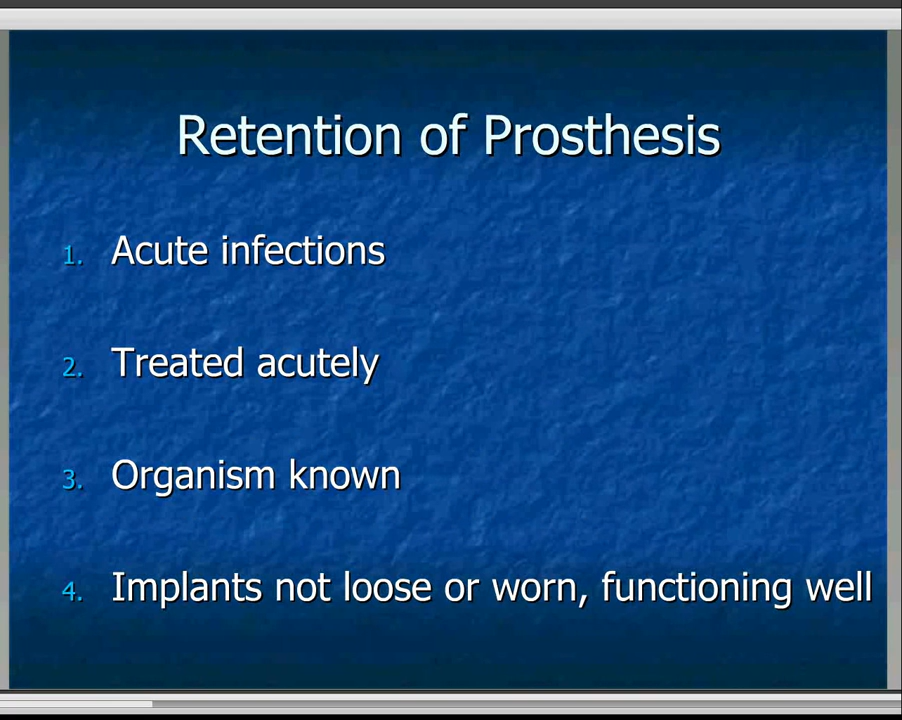 Retention of Prosthesis
1. Acute infections
2. Treated acutely
3. Organism known
4. Implants not loose or worn, functioning well